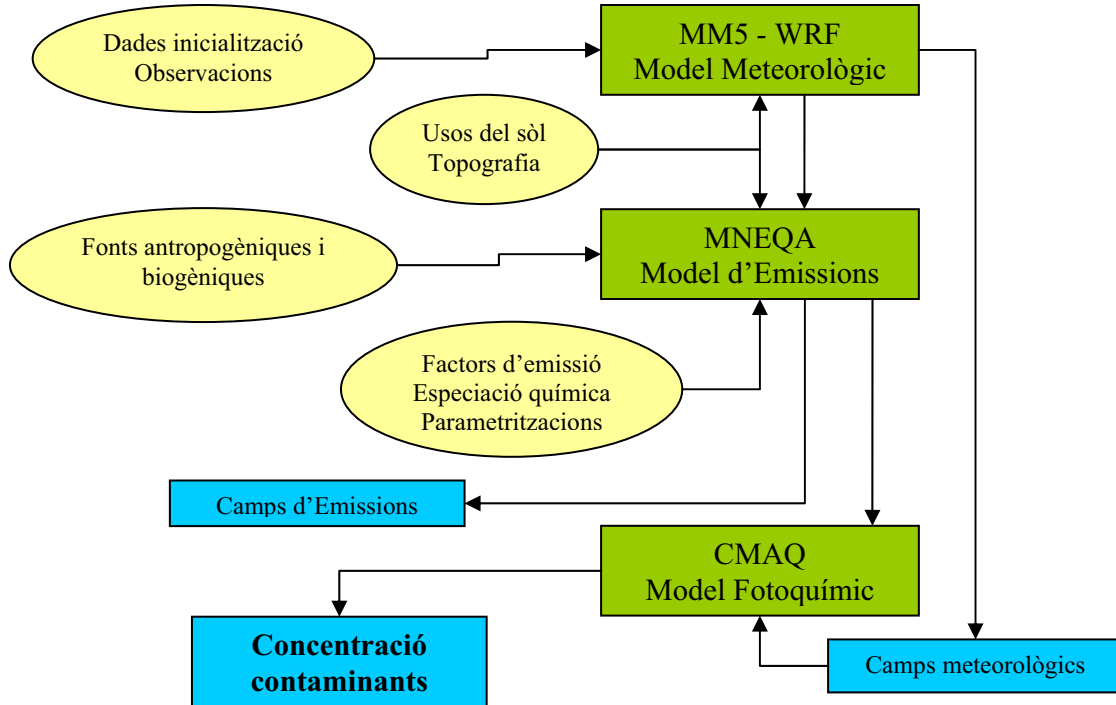 Dades inicialització
Observacions
MM5 - WRF
Model Meteorològic
Usos del sòl
Topografia
Fonts antropogèniques i
biogèniques
MNEQA
Model d’Emissions
Factors d’emissió
Especiació química
Parametritzacions
Camps d’Emissions
CMAQ
Model Fotoquímic
Concentració
contaminants
Camps meteorològics